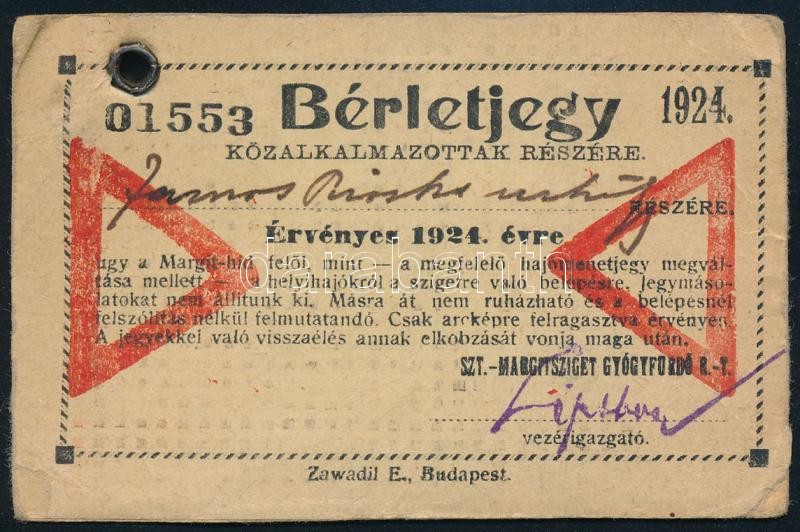 01553 Bérletjegy 1924.
KÖZALKALMAZOTTAK RÉSZÉRE.
RÉSZÉRE.
Érvényes 1924. évre
úgy a Margit-híd felől mint — a megfelelő hajómenetjegy megvál-
tása mellett — a helyihajókról a szigetre való belépésre. Jegymáso-
latokat nem állítunk ki. Másra át nem ruházható és a belépésnél
felszólítás nélkül felmutatandó. Csak arcképre felragasztva érvényes
A jegyekkel való visszaélés annak elkobzását vonja maga után.
SZT.-MARGITSZIGET GYÓGYFÜRDŐ R.-T.
vezérigazgató.
Zawadil E., Budapest.